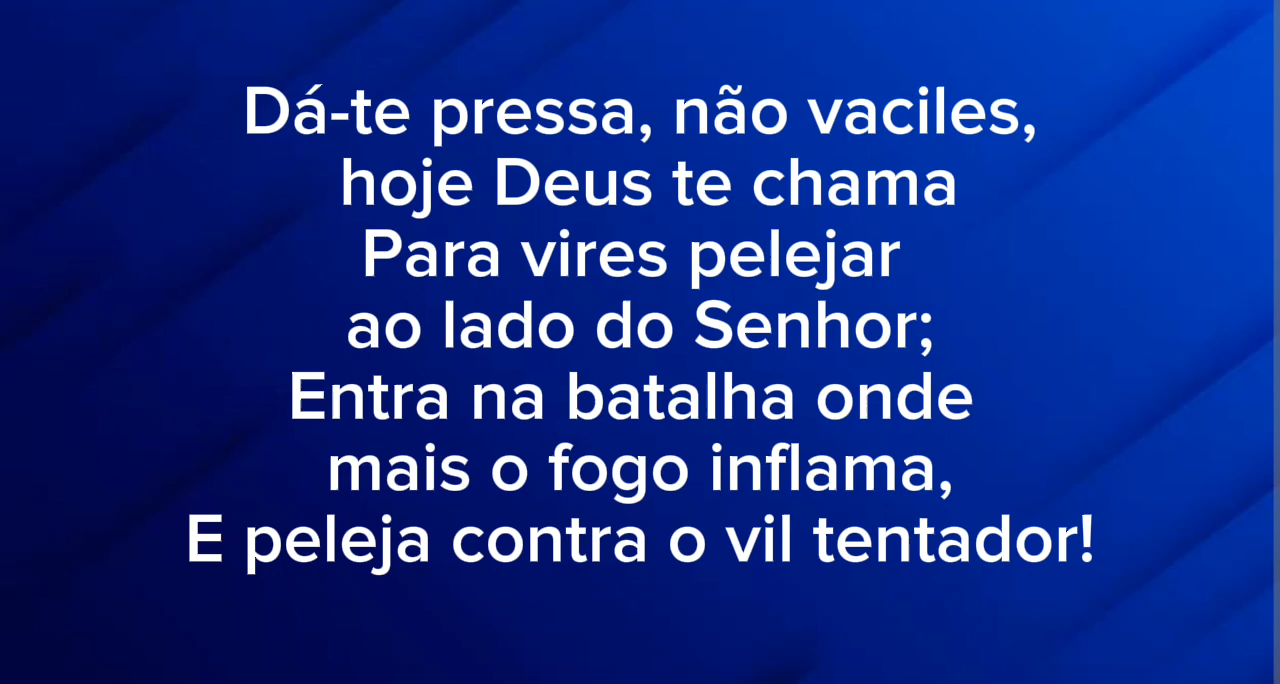 Dá-te pressa, não vaciles,
hoje Deus te chama
Para vires pelejar
ao lado do Senhor;
Entra na batalha onde
mais o fogo inflama,
E peleja contra o vil tentador!